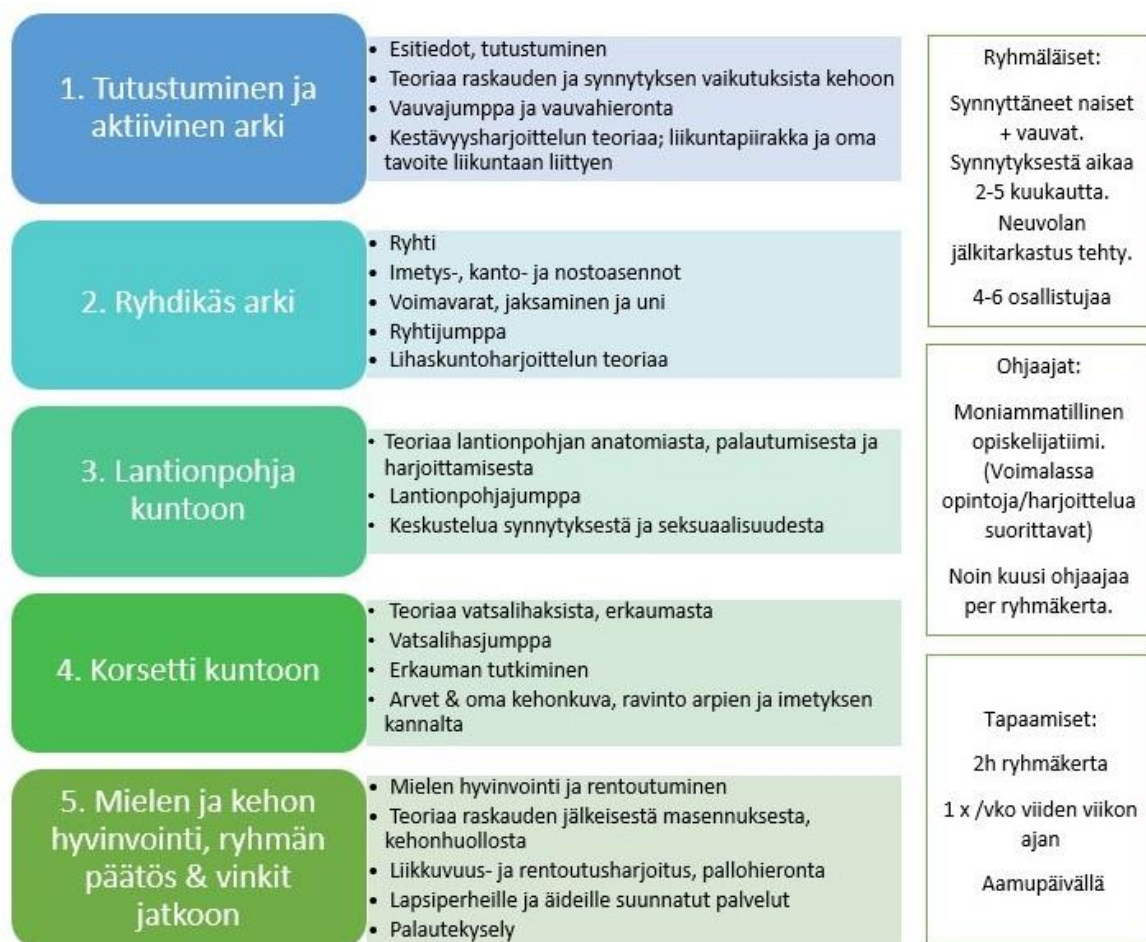 1. Tutustuminen ja
aktiivinen arki
• Esitiedot, tutustuminen
• Teoriaa raskauden ja synnytyksen vaikutuksista kehoon
• Vauvajumppa ja vauvahieronta
• Kestävyysharjoittelun teoriaa; liikuntapiirakka ja oma
tavoite liikuntaan liittyen
2. Ryhdikäs arki
• Ryhti
• Imetys-, kanto- ja nostoasennot
• Voimavarat, jaksaminen ja uni
• Ryhtijumppa
• Lihaskuntoharjoittelun teoriaa
3. Lantionpohja
kuntoon
• Teoriaa lantionpohjan anatomiasta, palautumisesta ja
harjoittamisesta
• Lantionpohjajumppa
• Keskustelua synnytyksestä ja seksuaalisuudesta
4. Korsetti kuntoon
• Teoriaa vatsalihaksista, erkaumasta
• Vatsalihasjumppa
• Erkauman tutkiminen
• Arvet & oma kehonkuva, ravinto arpien ja imetyksen
kannalta
5. Mielen ja kehon
hyvinvointi, ryhmän
päätös & vinkit
jatkoon
• Mielen hyvinvointi ja rentoutuminen
• Teoriaa raskauden jälkeisestä masennuksesta,
kehonhuollosta
• Liikkuvuus- ja rentoutusharjoitus, pallohieronta
• Lapsiperheille ja äideille suunnatut palvelut
• Palautekysely
Ryhmäläiset:
Synnyttäneet naiset
+ vauvat.
Synnytyksestä aikaa
2-5 kuukautta.
Neuvolan
jälkitarkastus tehty.
4-6 osallistujaa
Ohjaajat:
Moniammatillinen
opiskelijatiimi.
(Voimalassa
opintoja/harjoittelua
suorittavat)
Noin kuusi ohjaajaa
per ryhmäkerta.
Tapaamiset:
2h ryhmäkerta
1 x /vko viiden viikon
ajan
Aamupäivällä